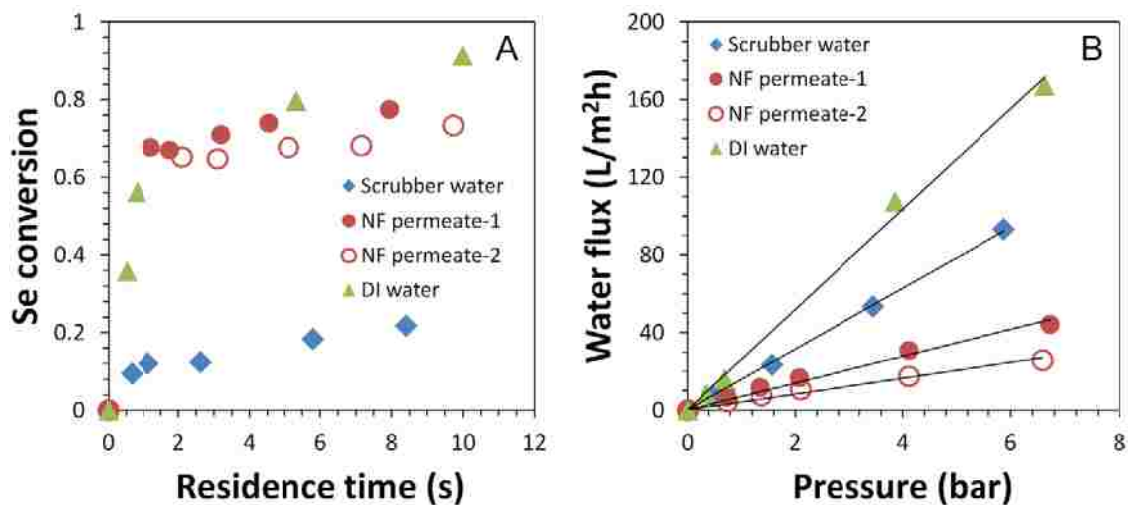 A
Se conversion
1
0.8
0.6
0.4
0.2
0
0 2 4 6 8 10 12
Residence time (s)
Scrubber water
NF permeate-1
NF permeate-2
DI water
B
Water flux (L/m²h)
200
160
120
80
40
0
0 2 4 6 8
Pressure (bar)
Scrubber water
NF permeate-1
NF permeate-2
DI water